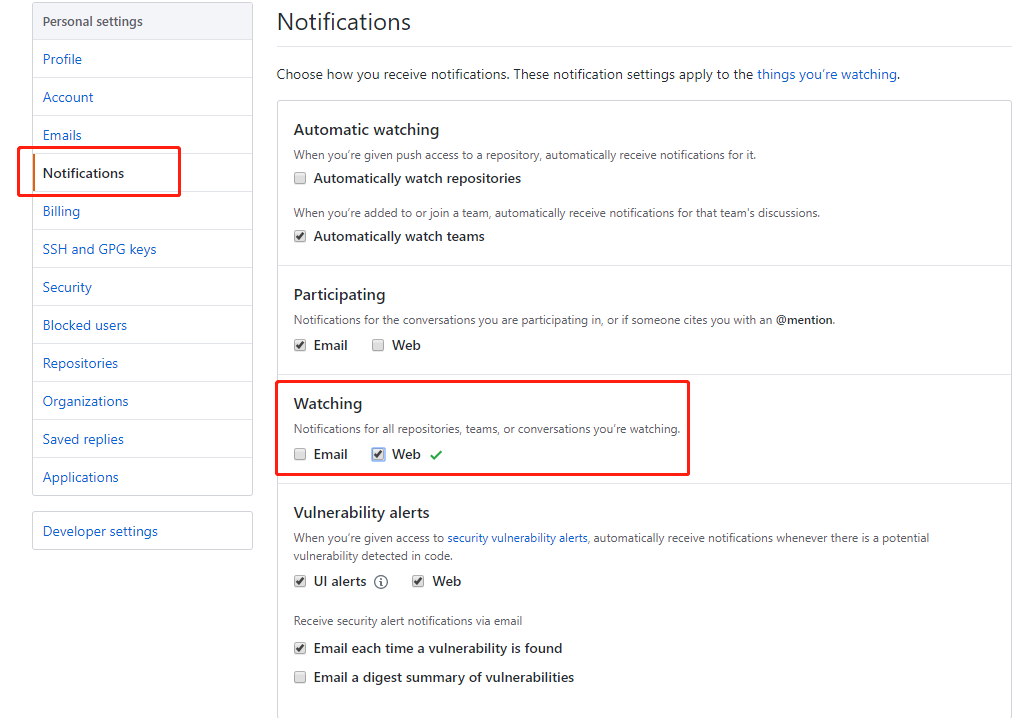 Personal settings
Profile
Account
Emails
Notifications
Billing
SSH and GPG keys
Security
Blocked users
Repositories
Organizations
Saved replies
Applications
Developer settings
Notifications
Choose how you receive notifications. These notification settings apply to the things you’re watching.
Automatic watching
When you’re given push access to a repository, automatically receive notifications for it.
Automatically watch repositories
When you’re added to or join a team, automatically receive notifications for that team's discussions.
Automatically watch teams
Participating
Notifications for the conversations you are participating in, or if someone cites you with an @mention.
Email Web
Watching
Notifications for all repositories, teams, or conversations you’re watching.
Email Web
Vulnerability alerts
When you’re given access to security vulnerability alerts, automatically receive notifications whenever there is a potential
vulnerability detected in code.
UI alerts Web
Receive security alert notifications via email
Email each time a vulnerability is found
Email a digest summary of vulnerabilities